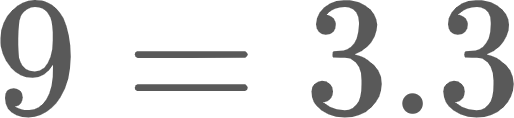 9 = 3.3